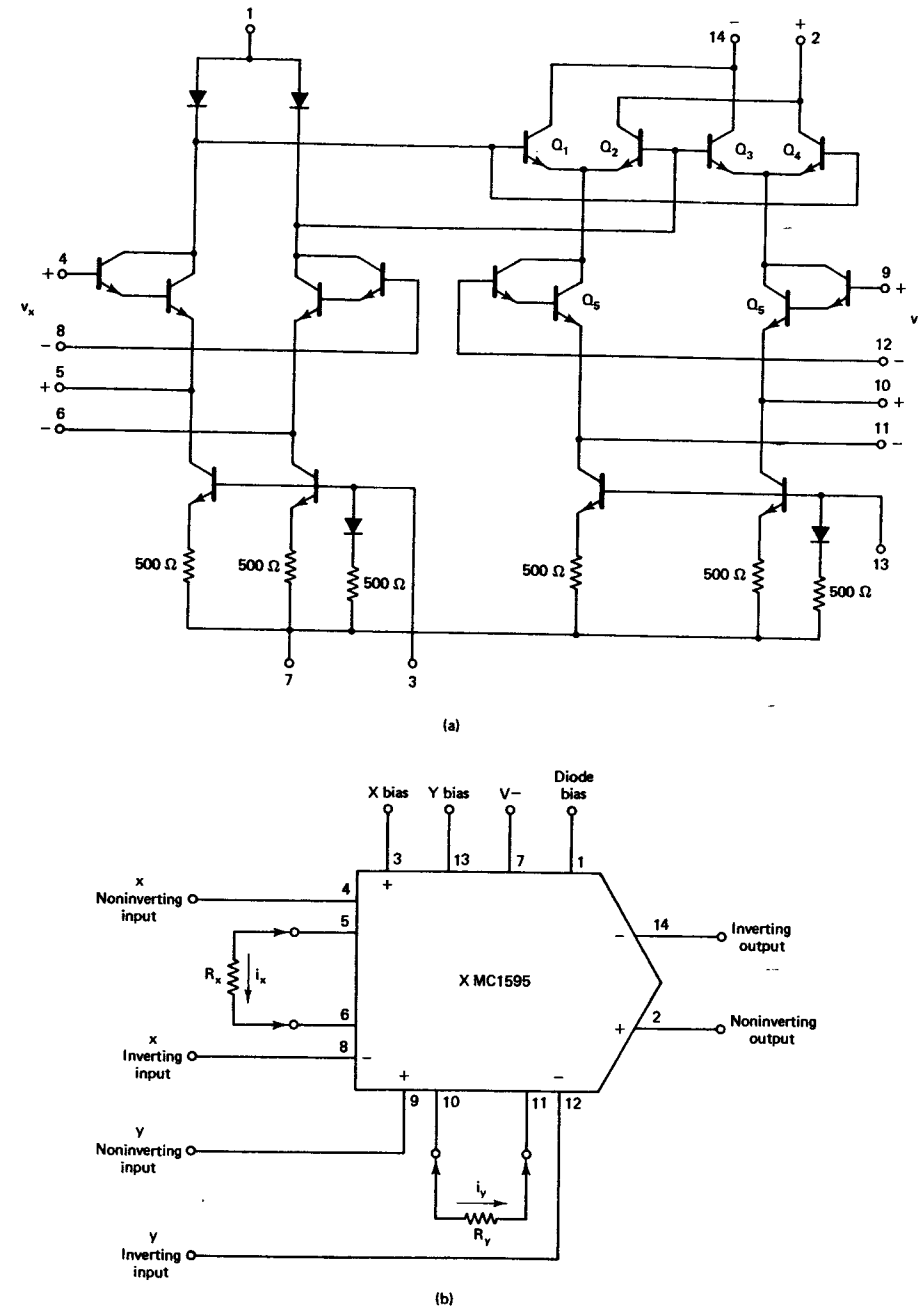 1
−
14
+
2
Q1
Q2
Q3
Q4
+
4
vx
8
−
5
+
6
−
Q5
Q5
9
+
v
12
−
10
+
11
−
500 Ω
500 Ω
500 Ω
500 Ω
500 Ω
500 Ω
13
7
3
(a)
X bias
Y bias
V−
Diode
bias
3
13
7
1
+
x
Noninverting
input
4
5
Rx
ix
6
8
−
x
Inverting
input
X MC1595
−
14
Inverting
output
+
2
Noninverting
output
+
−
9
10
11
12
y
Noninverting
input
iy
Ry
y
Inverting
input
(b)